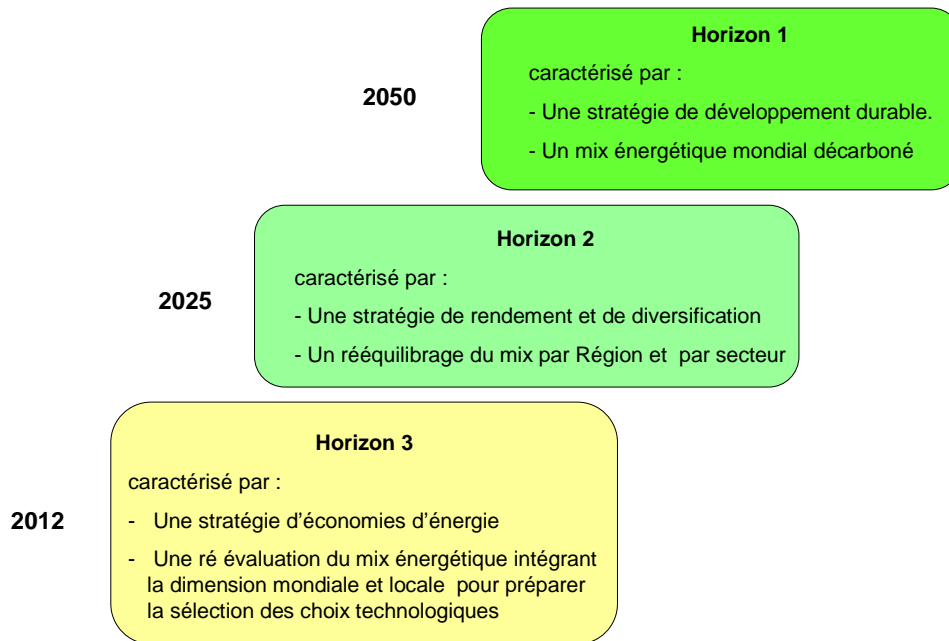 Horizon 1
caractérisé par :
2050
- Une stratégie de développement durable.
- Un mix énergétique mondial décarboné
Horizon 2
caractérisé par :
2025
- Une stratégie de rendement et de diversification
- Un rééquilibrage du mix par Région et par secteur
Horizon 3
caractérisé par :
2012
- Une stratégie d'économies d'énergie
- Une ré évaluation du mix énergétique intégrant
la dimension mondiale et locale pour préparer
la sélection des choix technologiques